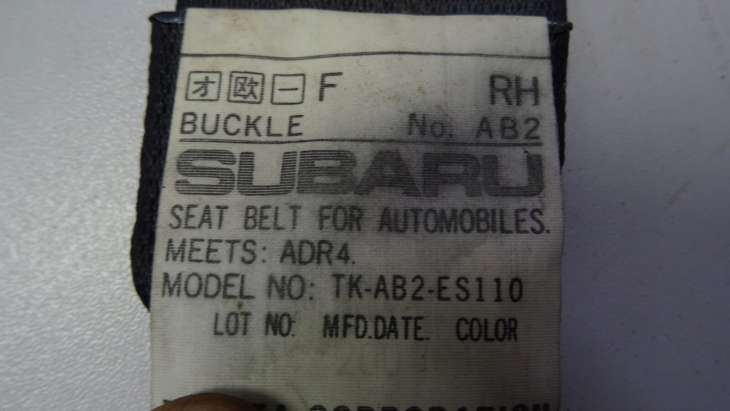 オ 欧 一 F RH
BUCKLE No. AB2
SUBARU
SEAT BELT FOR AUTOMOBILES.
MEETS: ADR4.
MODEL NO: TK-AB2-ES110
LOT NO. MFD.DATE. COLOR
CORPORATION